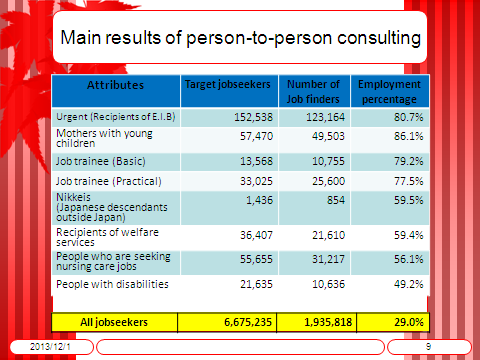 Main results of person-to-person consulting
Attributes Target jobseekers Number of Job finders Employment percentage
Urgent (Recipients of E.I.B) 152,538 123,164 80.7%
Mothers with young children 57,470 49,503 86.1%
Job trainee (Basic) 13,568 10,755 79.2%
Job trainee (Practical) 33,025 25,600 77.5%
Nikkeis (Japanese descendants outside Japan) 1,436 854 59.5%
Recipients of welfare services 36,407 21,610 59.4%
People who are seeking nursing care jobs 55,655 31,217 56.1%
People with disabilities 21,635 10,636 49.2%
All jobseekers 6,675,235 1,935,818 29.0%
2013/12/1 9